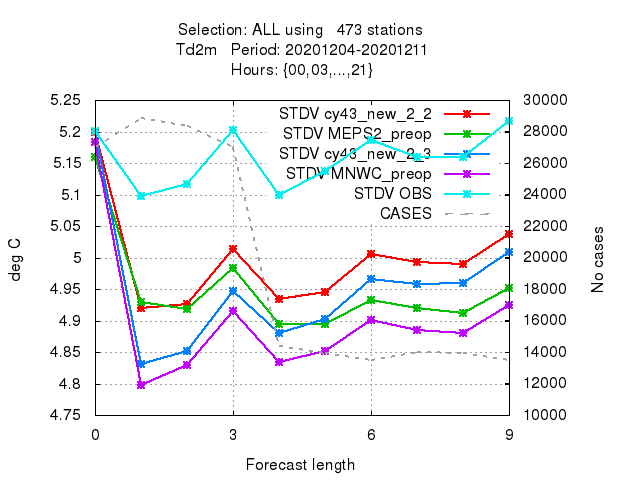 Selection: ALL using   473 stations
Td2m   Period: 20201204-20201211
Hours: {00,03,...,21}
5.25 30000
STDV cy43_new_2_2
5.2 28000
STDV MEPS2_preop
STDV cy43_new_2_3
5.15 26000
STDV MNWC_preop
5.1 24000
STDV OBS
CASES
5.05 22000
5 20000
4.95 18000
4.9 16000
4.85 14000
4.8 12000
4.75 10000
deg C
No cases
0 3 6 9
Forecast length